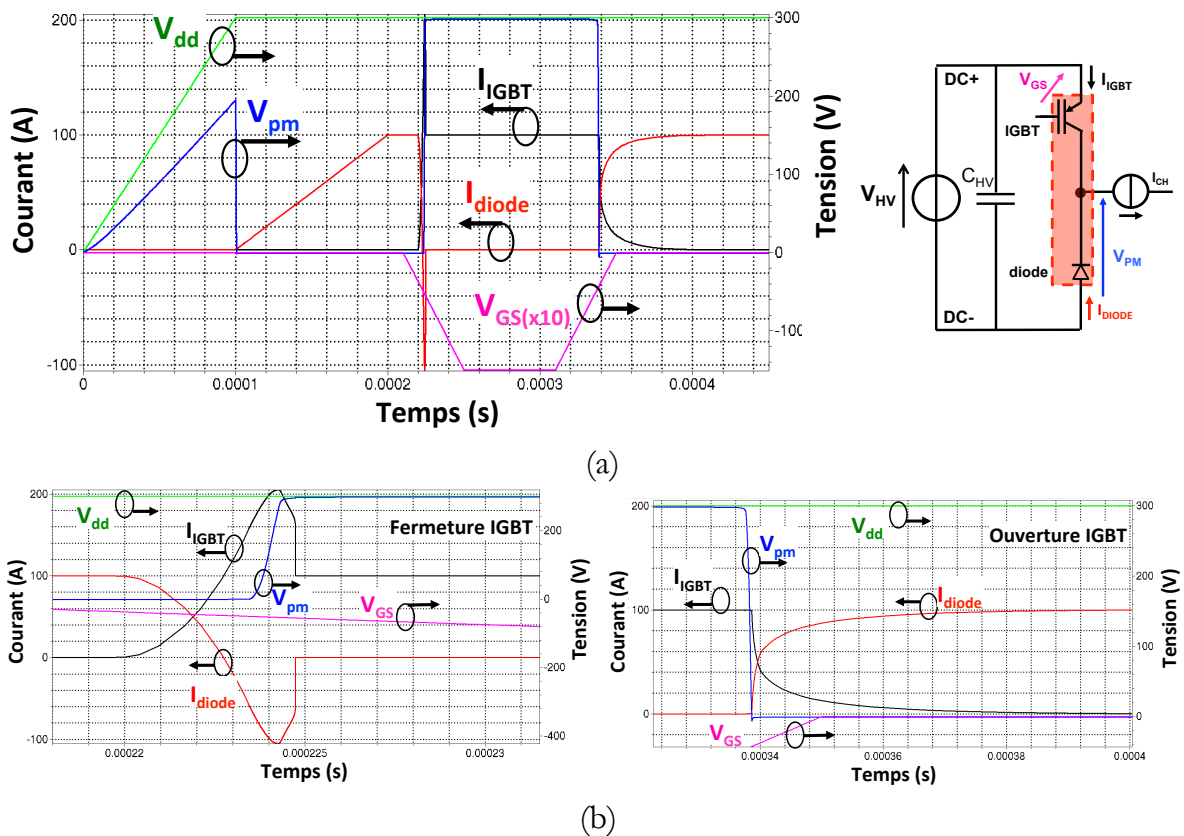 200
100
0
-100
Courant (A)
0
0.0001
0.0002
0.0003
0.0004
Temps (s)
300
200
100
0
-100
Tension (V)
Vdd
Vpm
IIGBT
Idiode
VGS(x10)
DC+
VGS
IIGBT
IGBT
VHV
CHV
ICH
VPM
diode
DC-
IDIODE
(a)
200
100
0
-100
Courant (A)
0.00022
0.000225
0.00023
Temps (s)
200
0
-200
-400
Tension (V)
Vdd
IIGBT
Fermeture IGBT
Vpm
VGS
Idiode
200
100
0
Courant (A)
0.00034
0.00036
0.00038
0.0004
Temps (s)
300
200
100
0
Tension (V)
Vdd
Ouverture IGBT
Vpm
IIGBT
Idiode
VGS
(b)